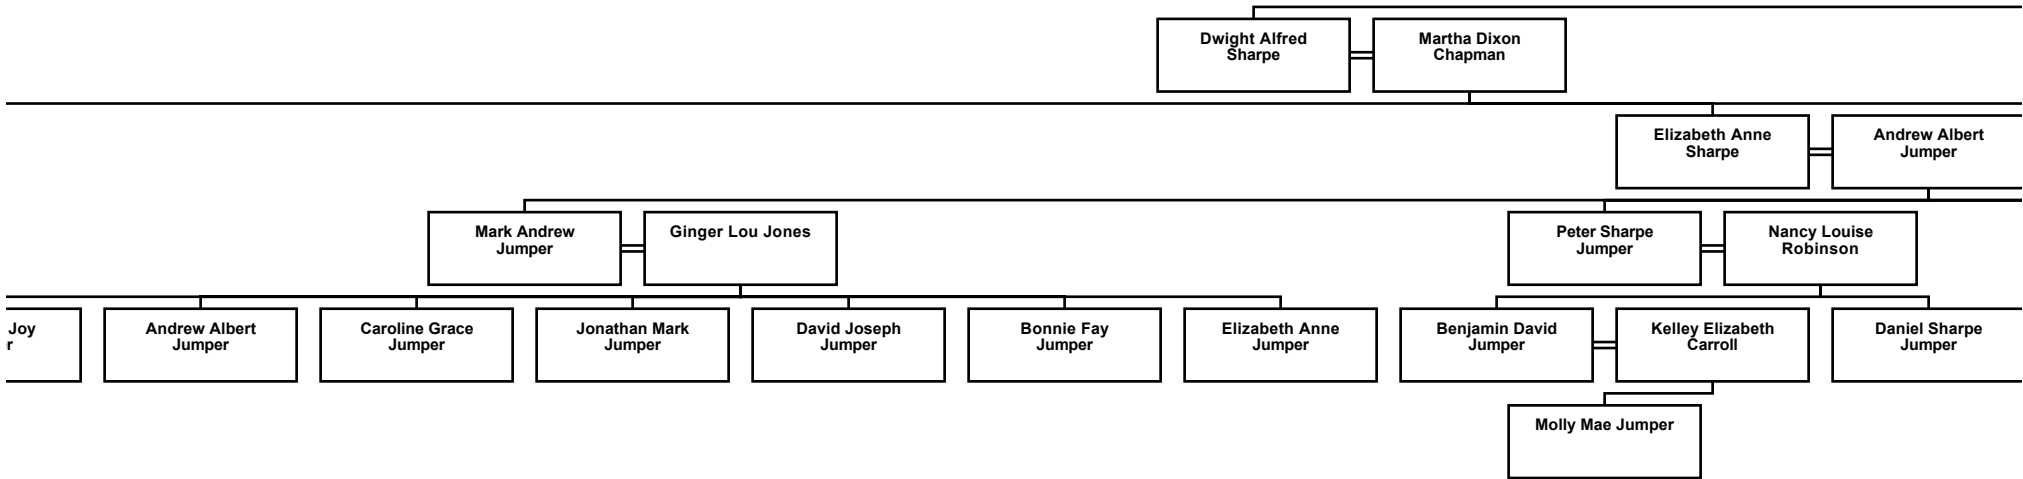 Dwight Alfred
Sharpe
Martha Dixon
Chapman
Elizabeth Anne
Sharpe
Andrew Albert
Jumper
Mark Andrew
Jumper
Ginger Lou Jones
Peter Sharpe
Jumper
Nancy Louise
Robinson
Joy
r
Andrew Albert
Jumper
Caroline Grace
Jumper
Jonathan Mark
Jumper
David Joseph
Jumper
Bonnie Fay
Jumper
Elizabeth Anne
Jumper
Benjamin David
Jumper
Kelley Elizabeth
Carroll
Daniel Sharpe
Jumper
Molly Mae Jumper